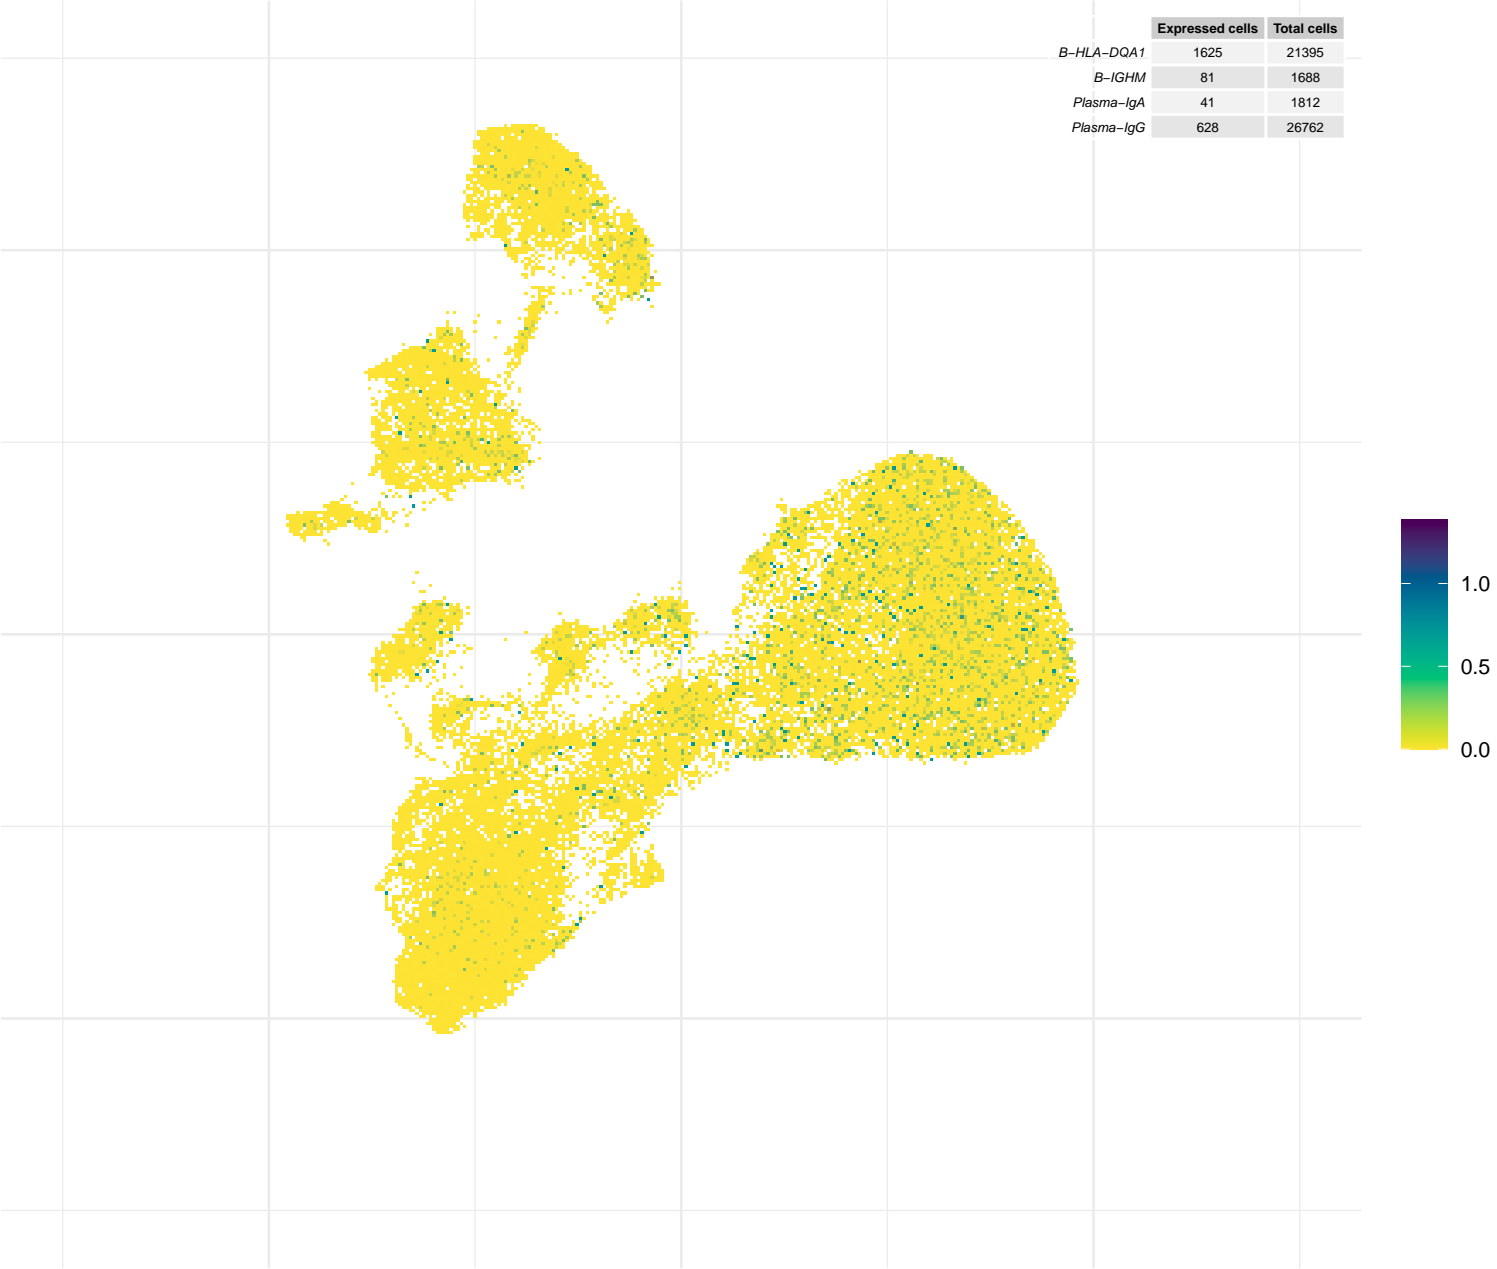 Expressed cells Total cells
B−HLA−DQA1 1625 21395
B−IGHM 81 1688
Plasma−IgA 41 1812
Plasma−IgG 628 26762
1.0
0.5
0.0